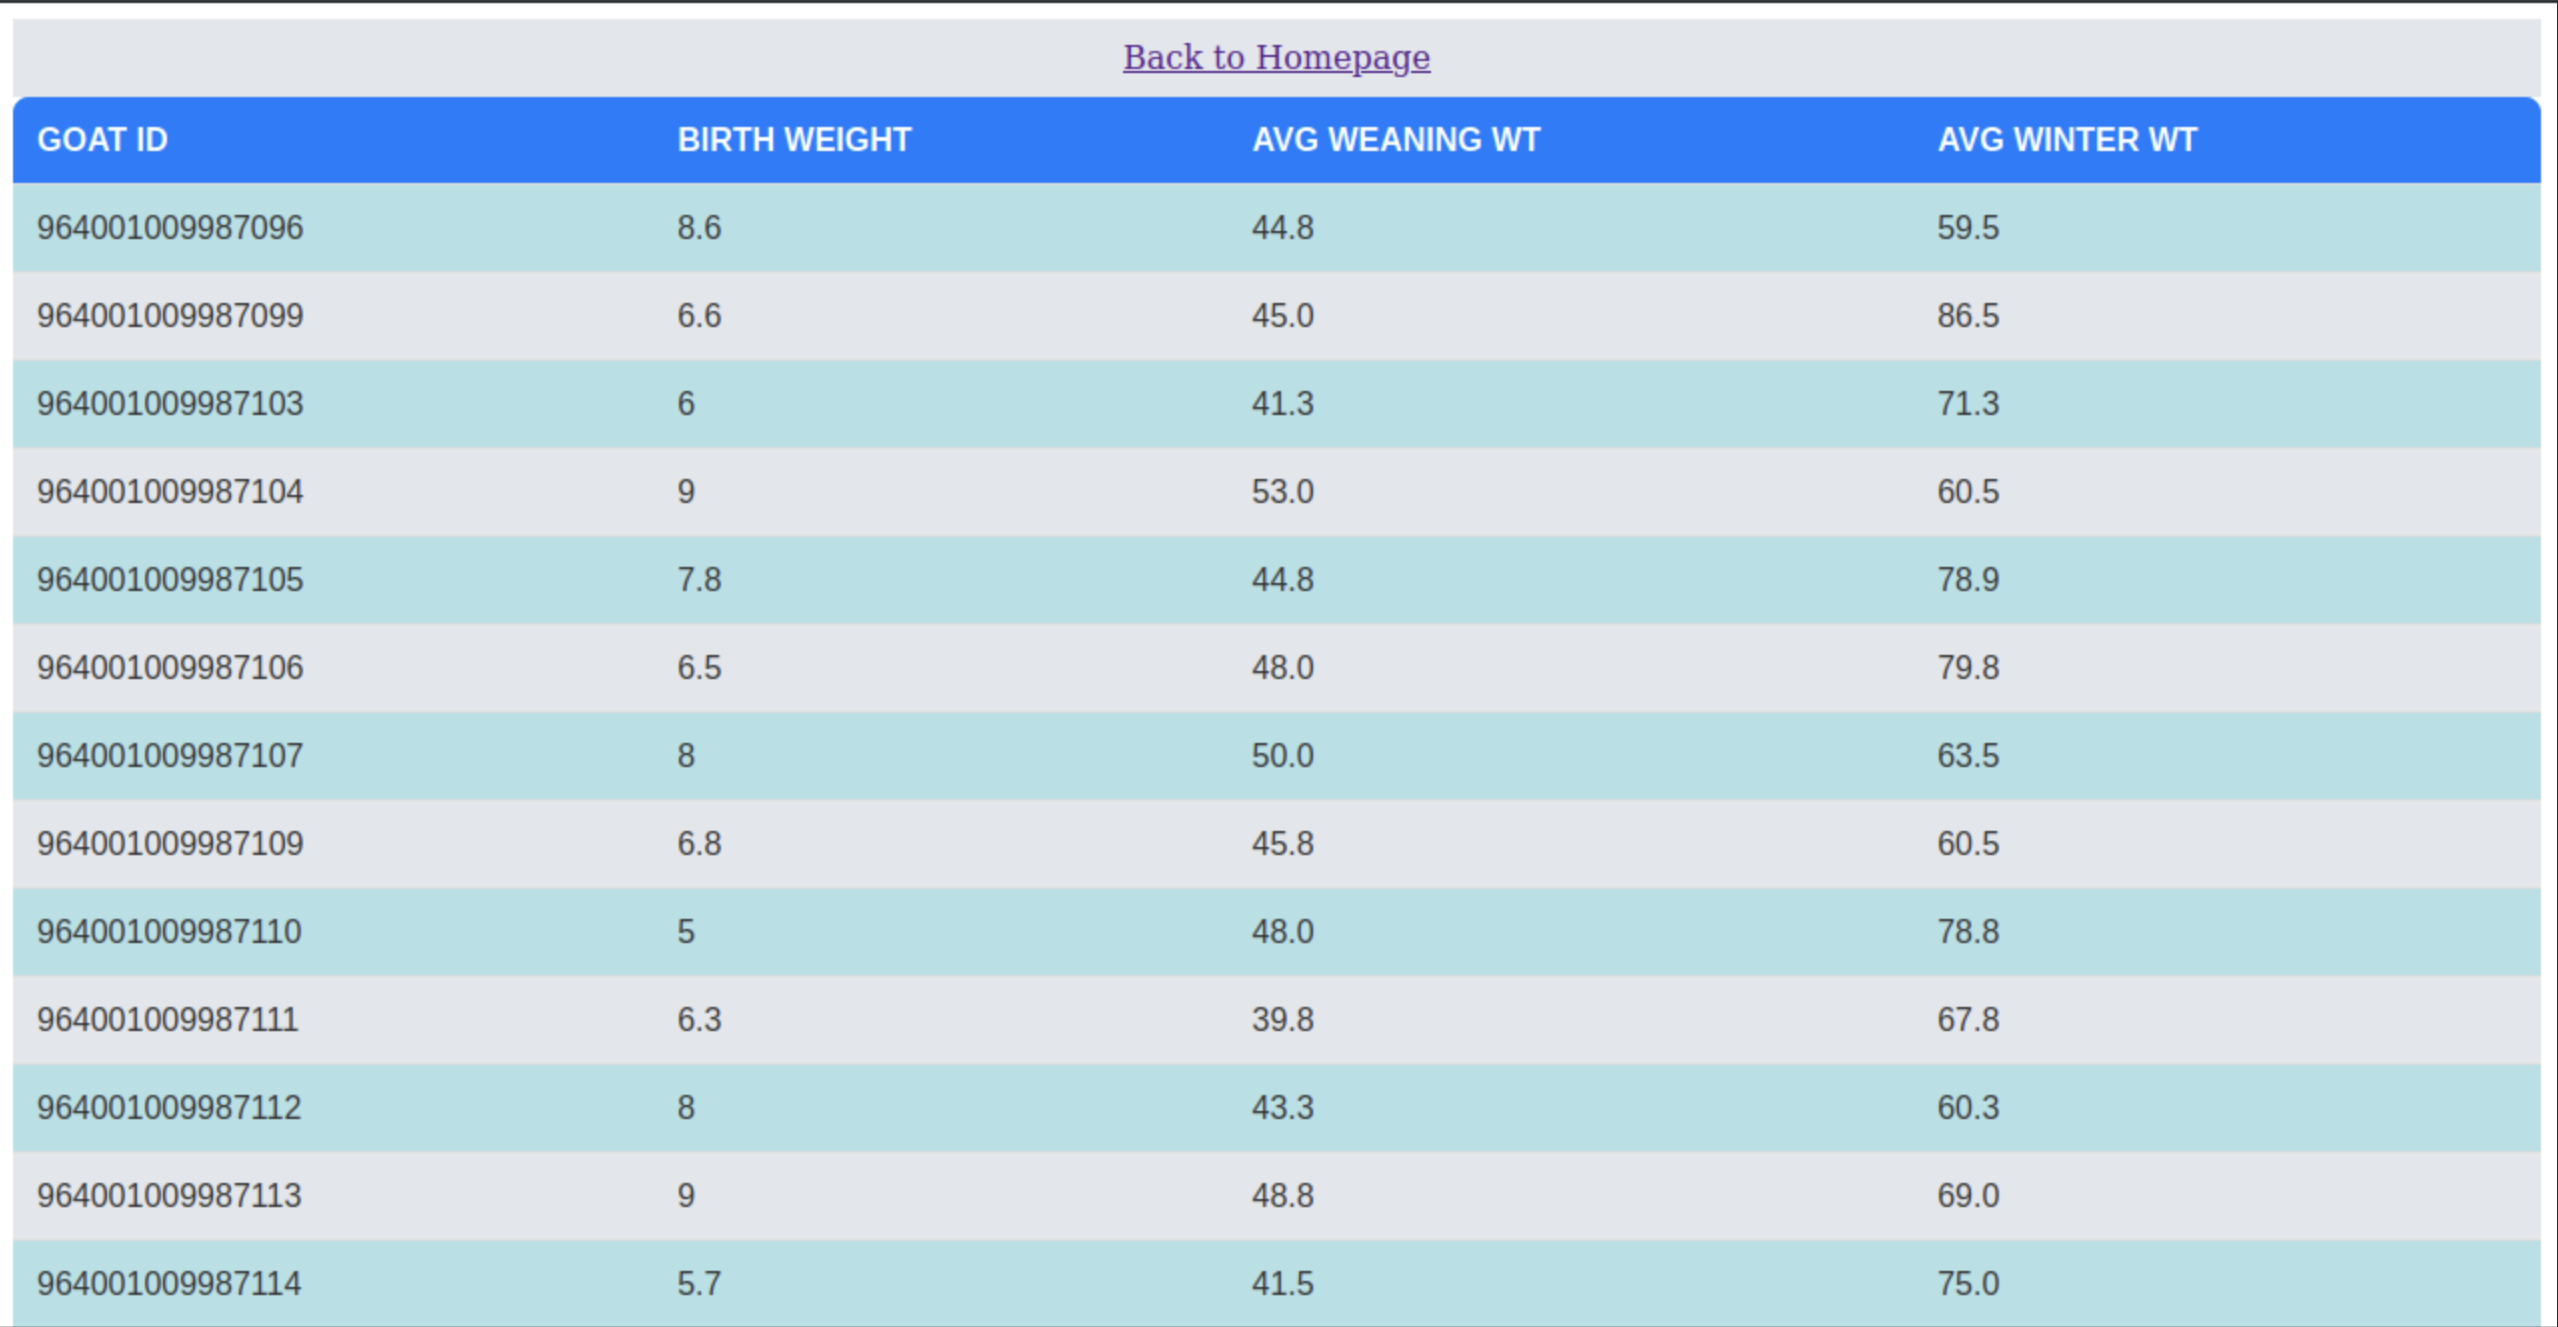 Back to Homepage
GOAT ID BIRTH WEIGHT AVG WEANING WT AVG WINTER WT
964001009987096 8.6 44.8 59.5
964001009987099 6.6 45.0 86.5
964001009987103 6 41.3 71.3
964001009987104 9 53.0 60.5
964001009987105 7.8 44.8 78.9
964001009987106 6.5 48.0 79.8
964001009987107 8 50.0 63.5
964001009987109 6.8 45.8 60.5
964001009987110 5 48.0 78.8
964001009987111 6.3 39.8 67.8
964001009987112 8 43.3 60.3
964001009987113 9 48.8 69.0
964001009987114 5.7 41.5 75.0